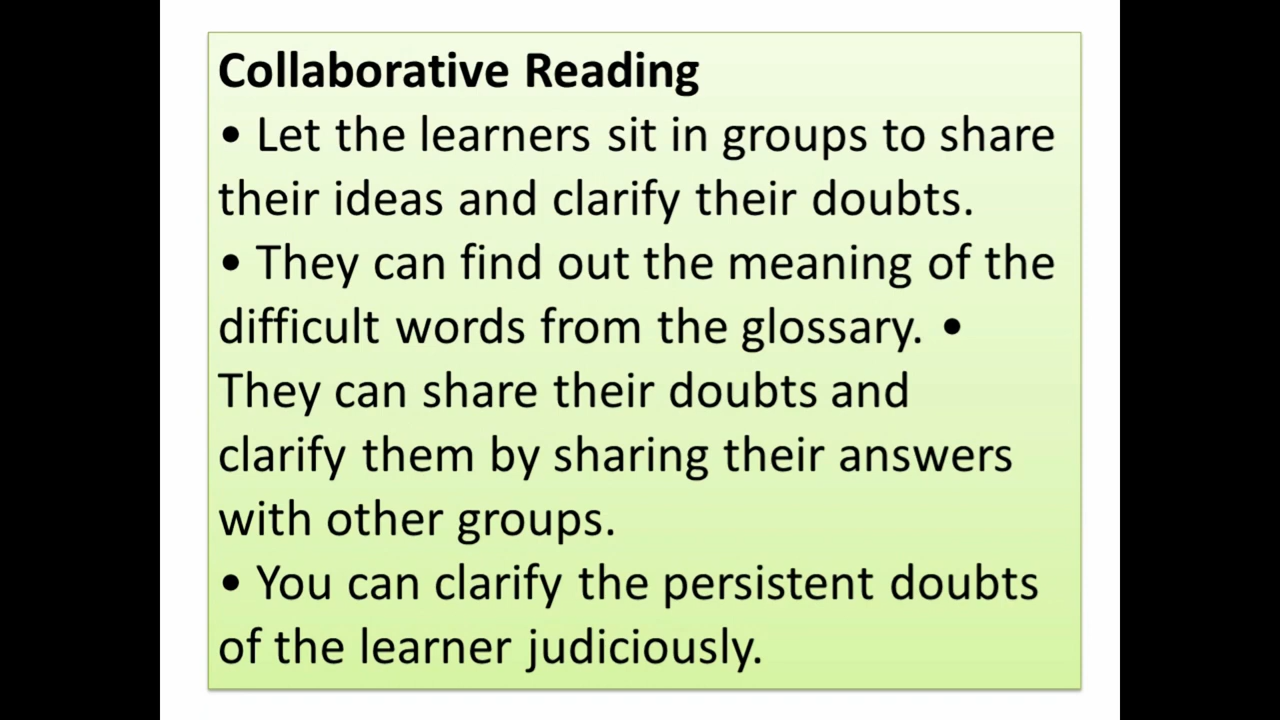 Collaborative Reading
• Let the learners sit in groups to share
their ideas and clarify their doubts.
• They can find out the meaning of the
difficult words from the glossary. •
They can share their doubts and
clarify them by sharing their answers
with other groups.
• You can clarify the persistent doubts
of the learner judiciously.